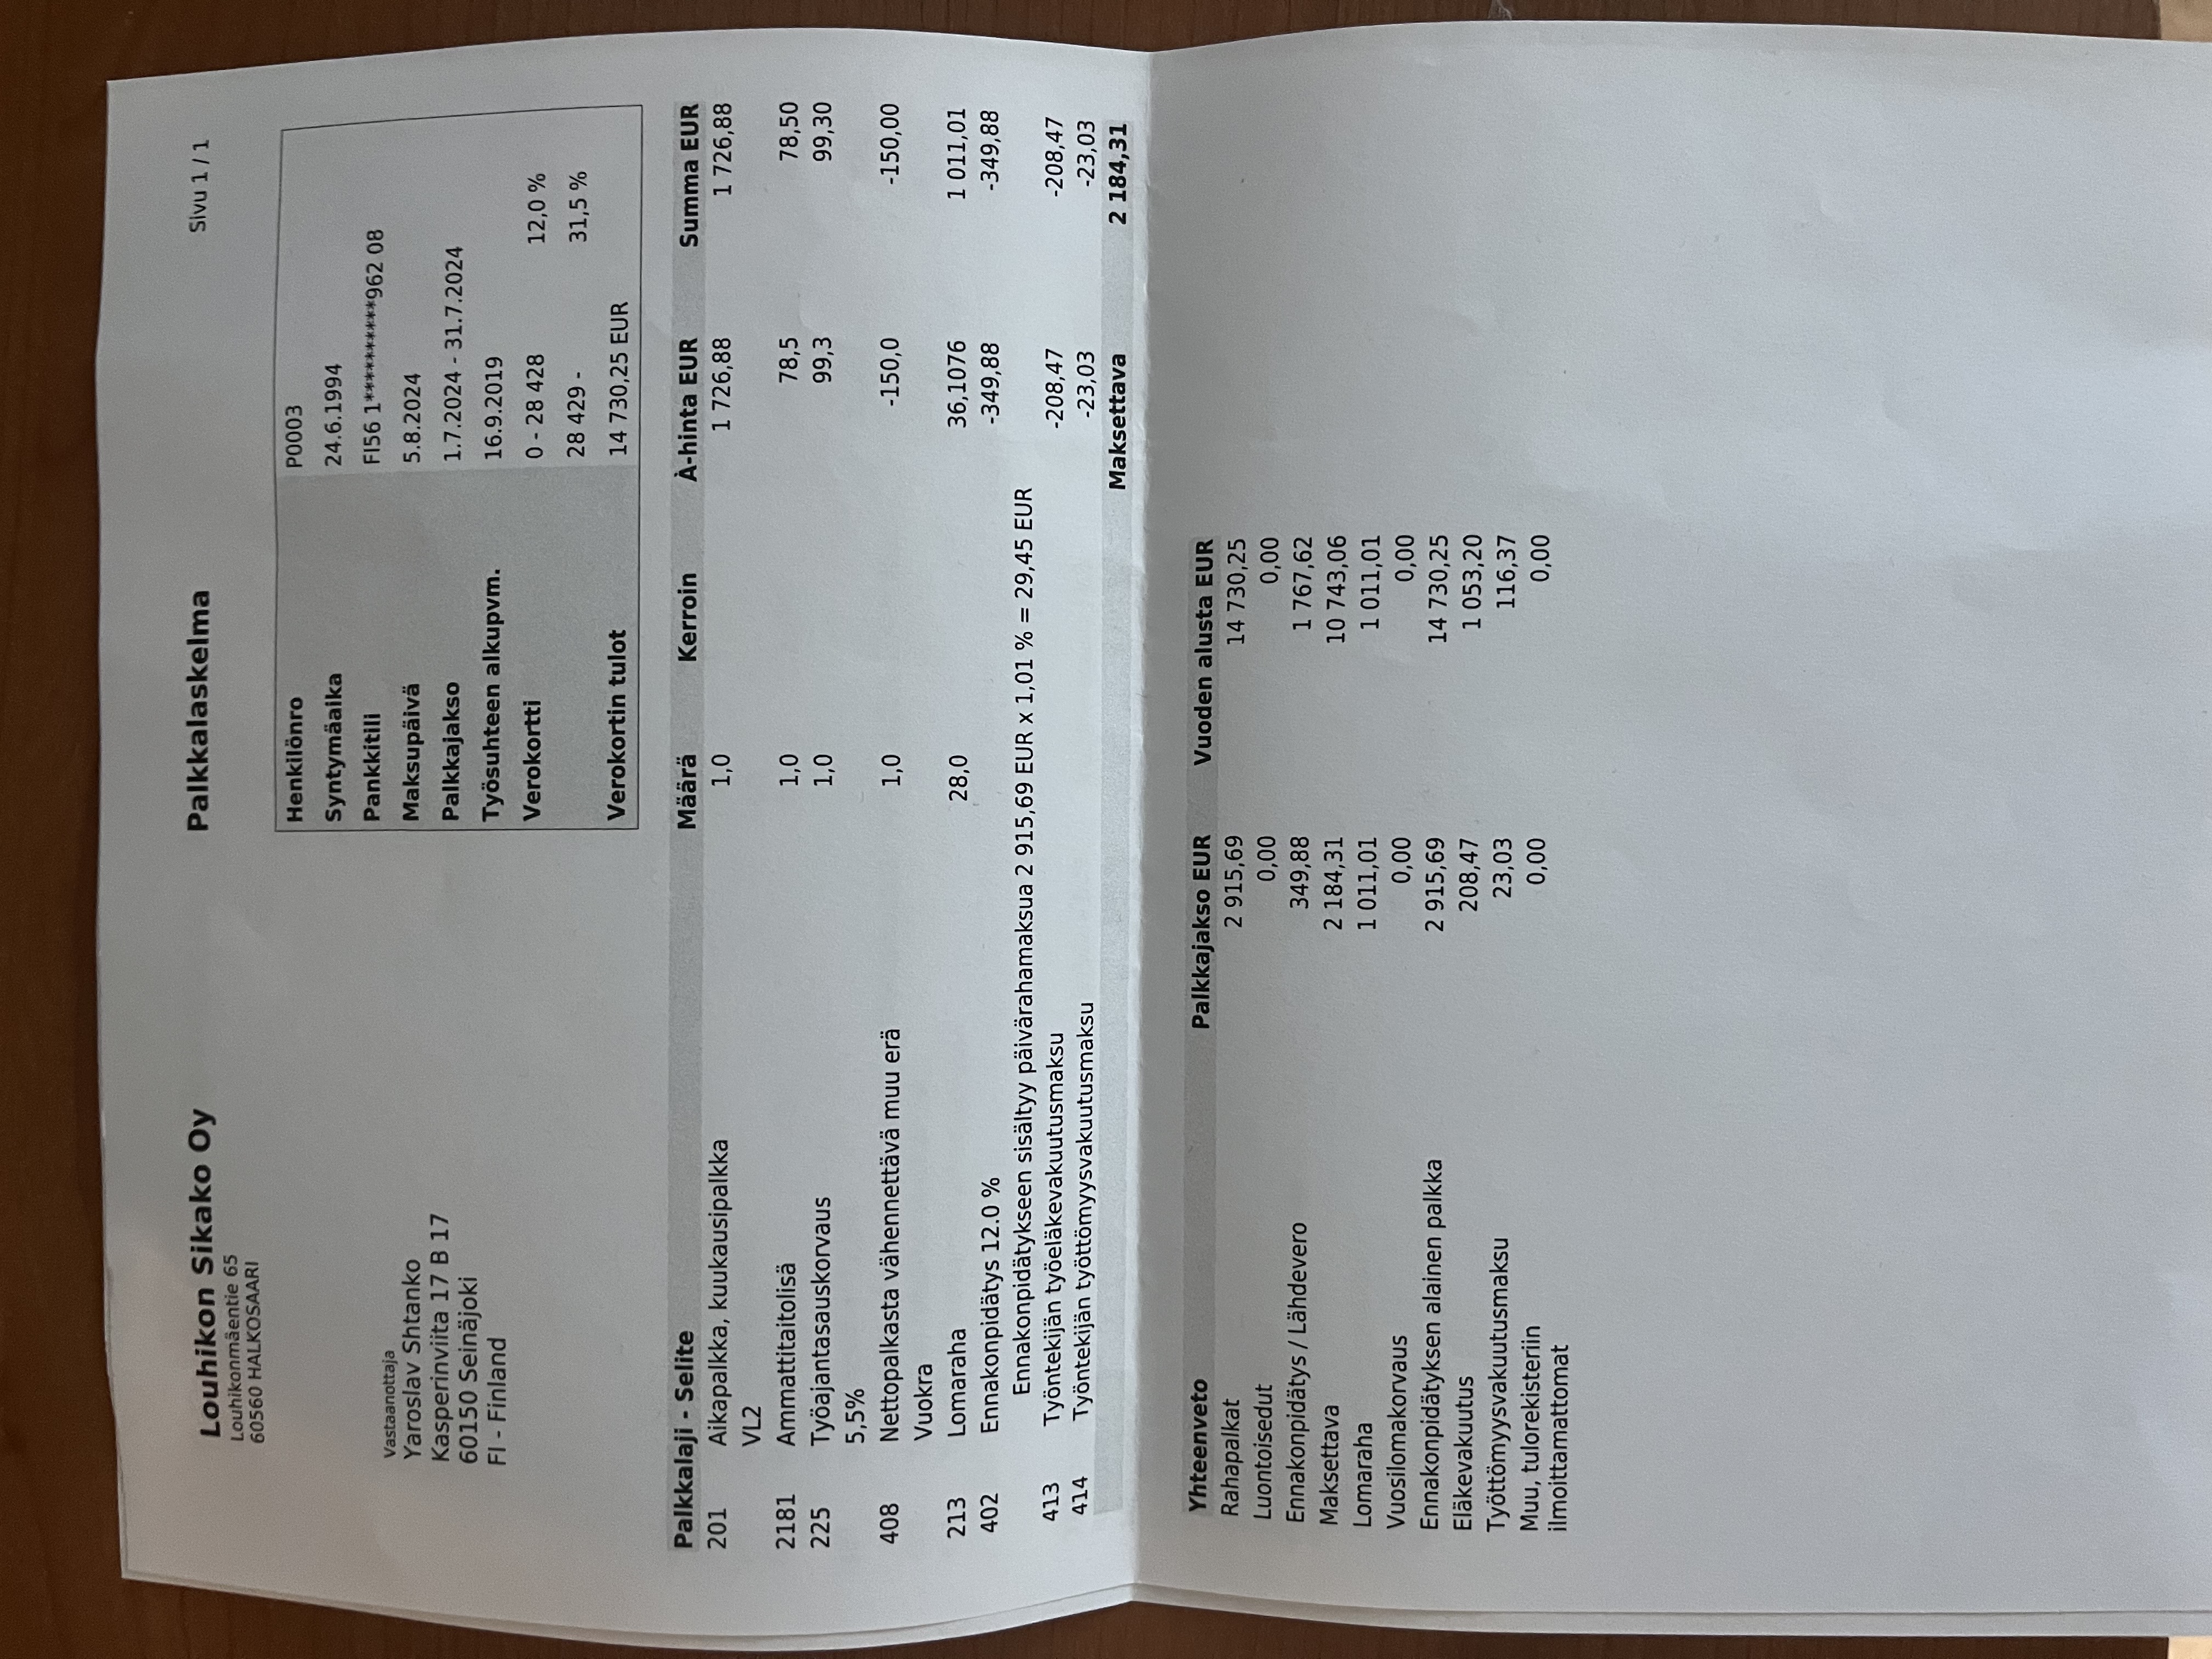 Louhikon Sikako Oy
Louhikonmäentie 65
60560 HALKOSAARI
Palkkalaskelma
Sivu 1 / 1
Vastaanottaja
Yaroslav Shtanko
Kasperinviita 17 B 17
60150 Seinäjoki
FI - Finland
Henkilönro P0003
Syntymäaika 24.6.1994
Pankkitili FI56 1**********962 08
Maksupäivä 5.8.2024
Palkkajakso 1.7.2024 - 31.7.2024
Työsuhteen alkupvm. 16.9.2019
Verokortti 0 - 28 428 12,0 %
28 429 - 31,5 %
Verokortin tulot 14 730,25 EUR
Palkkalaji - Selite Määrä Kerroin À-hinta EUR Summa EUR
201 Aikapalkka, kuukausipalkka 1,0 1 726,88 1 726,88
VL2
2181 Ammattitaitolisä 1,0 78,5 78,50
225 Työajantasauskorvaus 1,0 99,3 99,30
5,5%
408 Nettopalkasta vähennettävä muu erä 1,0 -150,0 -150,00
Vuokra
213 Lomaraha 28,0 36,1076 1 011,01
402 Ennakonpidätys 12.0 % -349,88 -349,88
Ennakonpidätykseen sisältyy päivärahamaksua 2 915,69 EUR x 1,01 % = 29,45 EUR
413 Työntekijän työeläkevakuutusmaksu -208,47 -208,47
414 Työntekijän työttömyysvakuutusmaksu -23,03 -23,03
Maksettava 2 184,31
Yhteenveto Palkkajakso EUR Vuoden alusta EUR
Rahapalkat 2 915,69 14 730,25
Luontoisedut 0,00 0,00
Ennakonpidätys / Lähdevero 349,88 1 767,62
Maksettava 2 184,31 10 743,06
Lomaraha 1 011,01 1 011,01
Vuosilomakorvaus 0,00 0,00
Ennakonpidätyksen alainen palkka 2 915,69 14 730,25
Eläkevakuutus 208,47 1 053,20
Työttömyysvakuutusmaksu 23,03 116,37
Muu, tulorekisteriin 0,00 0,00
ilmoittamattomat